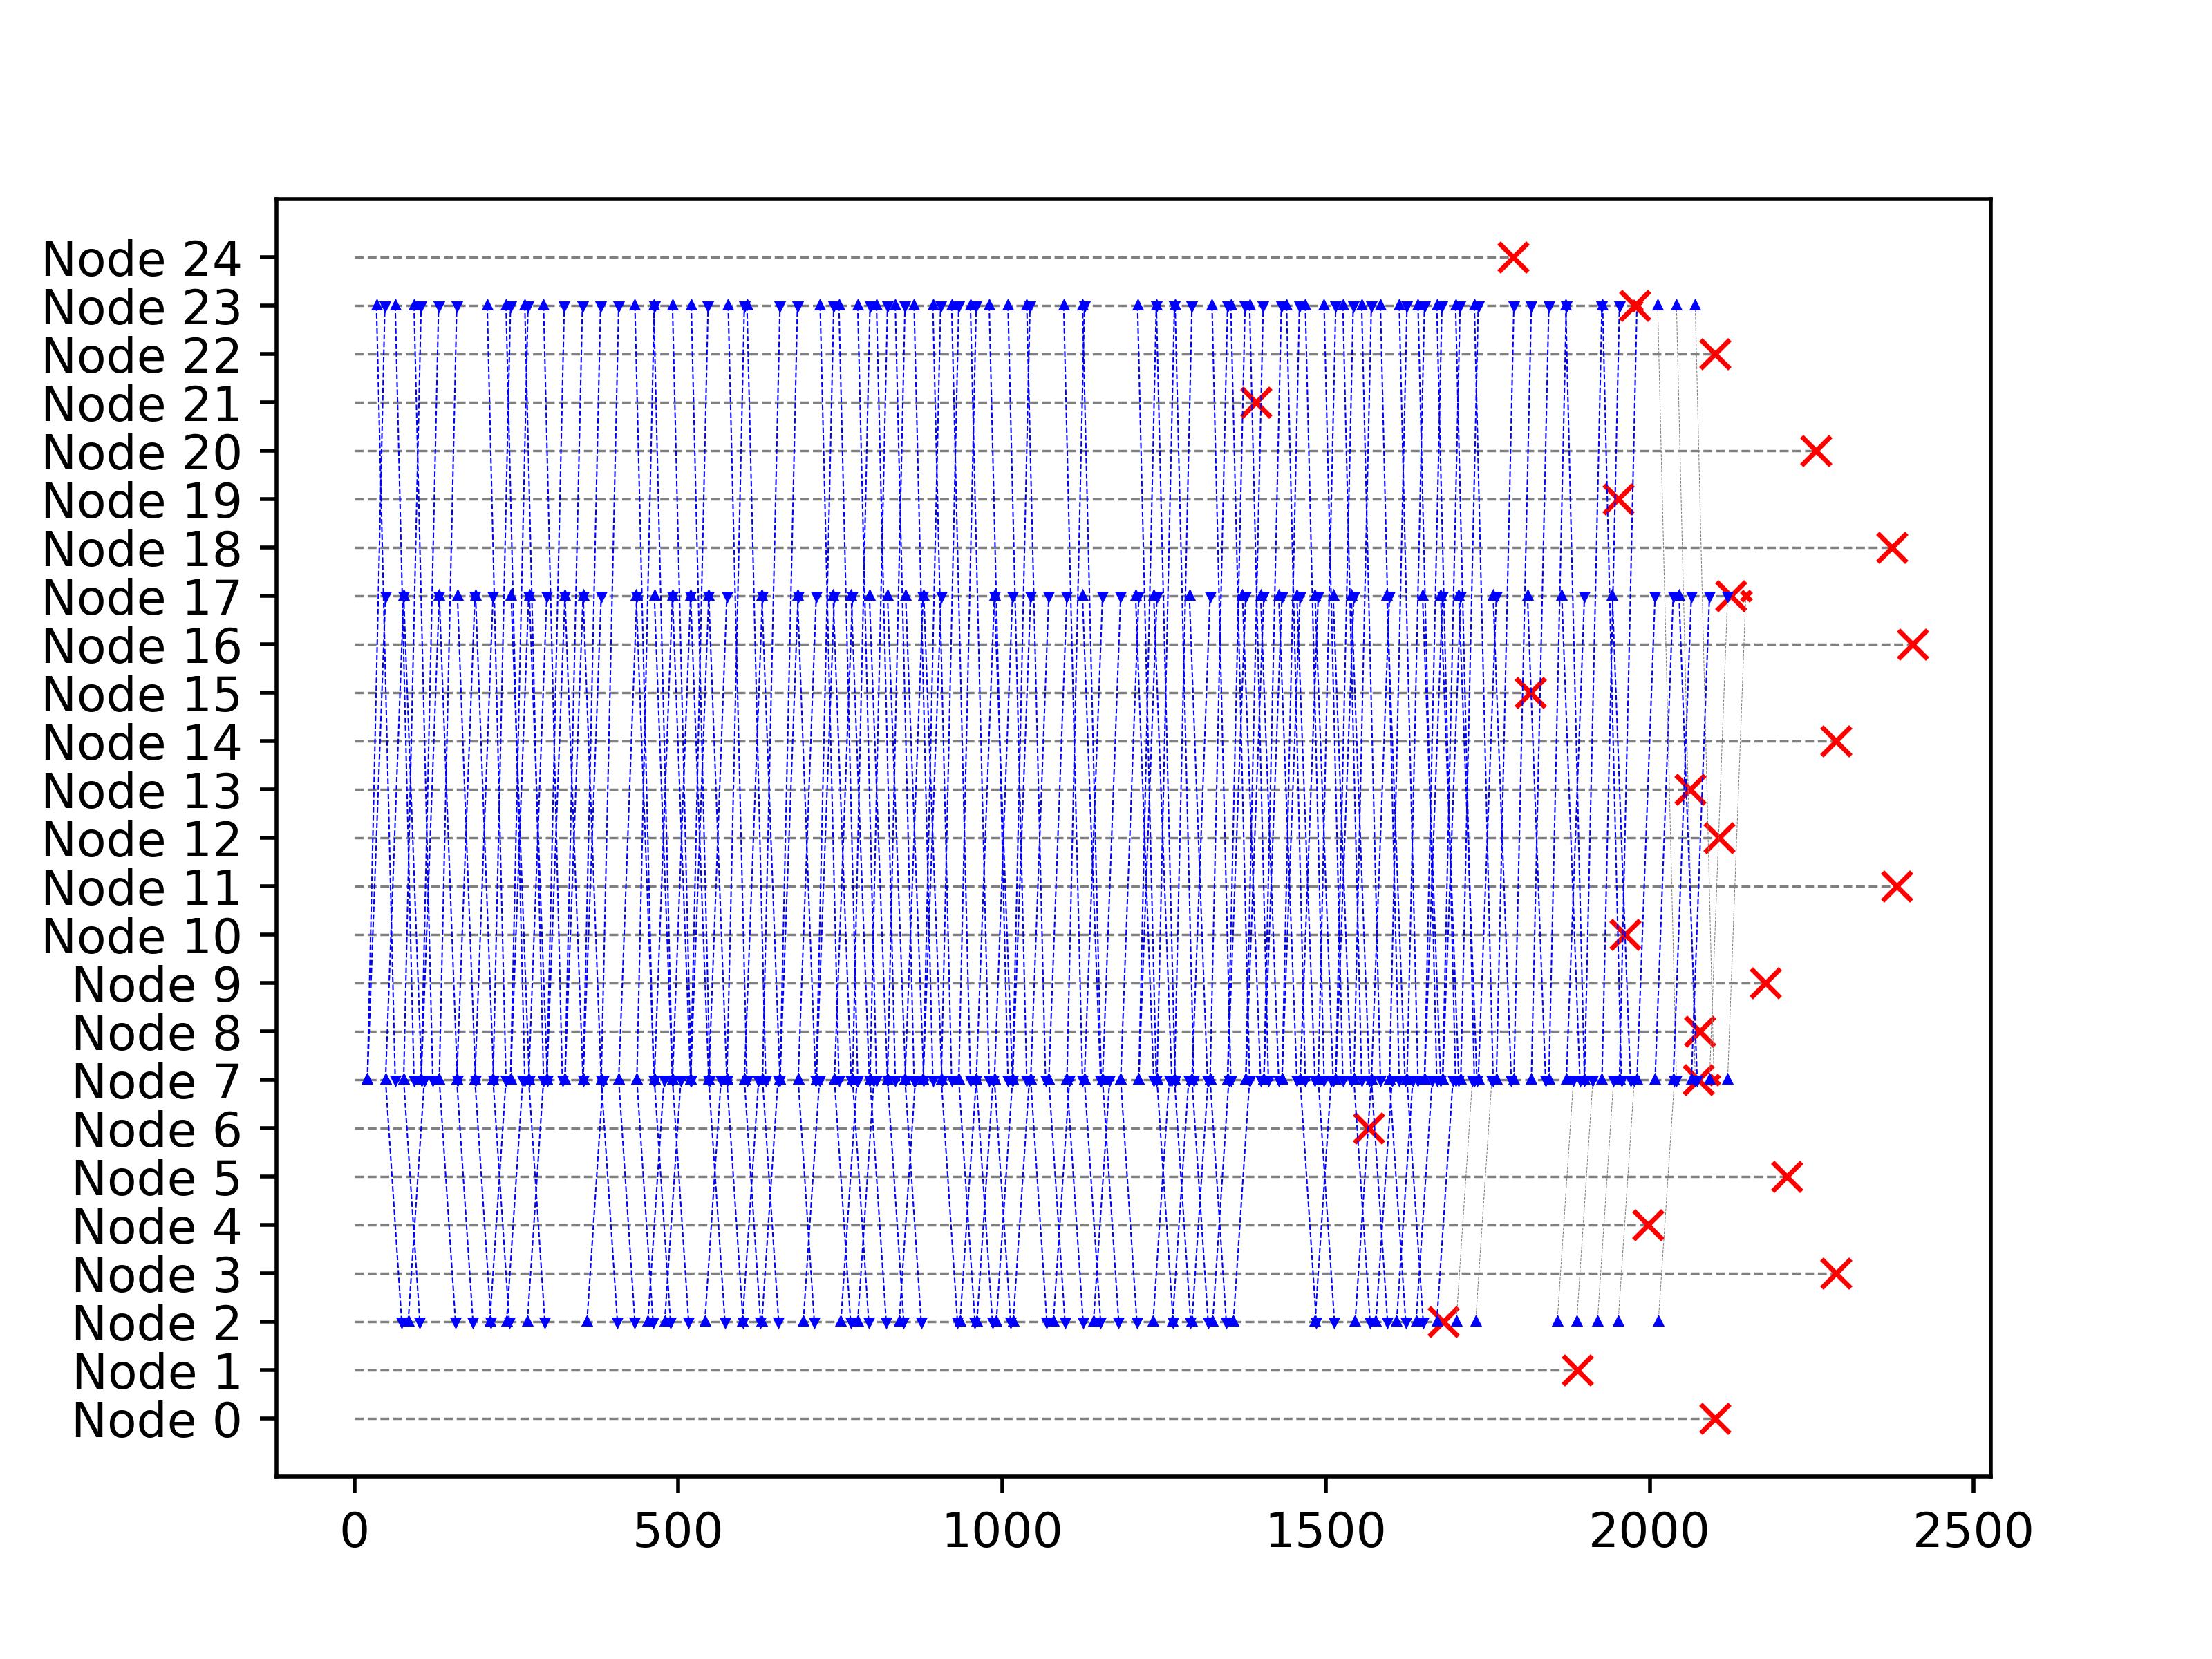 Node 24
Node 23
Node 22
Node 21
Node 20
Node 19
Node 18
Node 17
Node 16
Node 15
Node 14
Node 13
Node 12
Node 11
Node 10
Node 9
Node 8
Node 7
Node 6
Node 5
Node 4
Node 3
Node 2
Node 1
Node 0
0 500 1000 1500 2000 2500